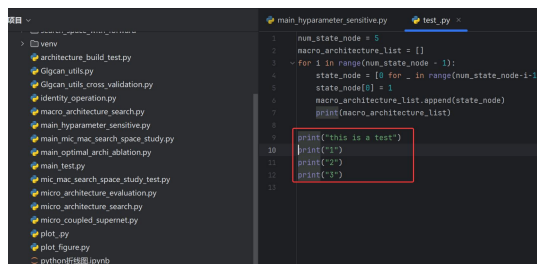 项目
venv
architecture_build_test.py
Glgcan_utils.py
Glgcan_utils_cross_validation.py
identity_operation.py
macro_architecture_search.py
main_hyparameter_sensitive.py
main_mic_mac_search_space_study.py
main_optimal_archi_ablation.py
main_test.py
mic_mac_search_space_study_test.py
micro_architecture_evaluation.py
micro_architecture_search.py
micro_coupled_supernet.py
plot_.py
plot_figure.py
python折线图.ipynb
main_hyparameter_sensitive.py
test_.py
1 num_state_node = 5
2 macro_architecture_list = []
3 for i in range(num_state_node - 1):
4 state_node = [0 for _ in range(num_state_node-i-1
5 state_node[0] = 1
6 macro_architecture_list.append(state_node)
7 print(macro_architecture_list)
8
9 print("this is a test")
10 print("1")
11 print("2")
12 print("3")
13